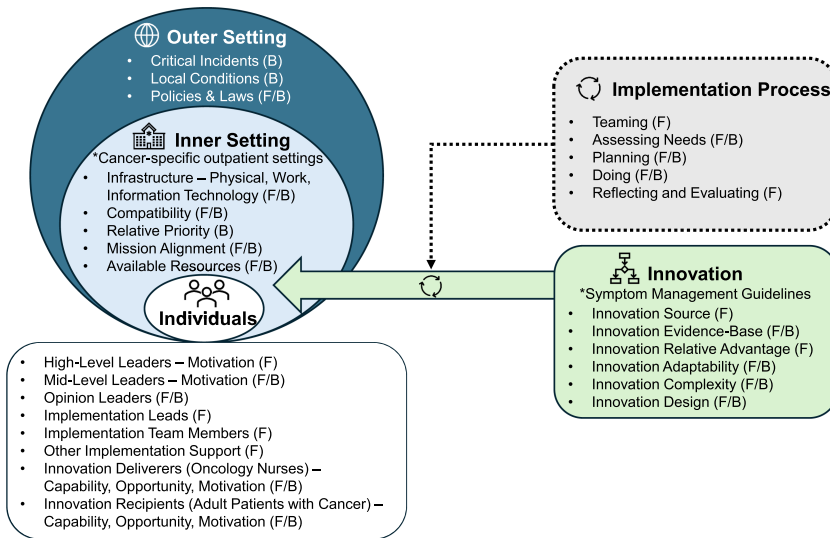 Outer Setting
• Critical Incidents (B)
• Local Conditions (B)
• Policies & Laws (F/B)
Inner Setting
*Cancer-specific outpatient settings
• Infrastructure – Physical, Work,
Information Technology (F/B)
• Compatibility (F/B)
• Relative Priority (B)
• Mission Alignment (F/B)
• Available Resources (F/B)
Individuals
• High-Level Leaders – Motivation (F)
• Mid-Level Leaders – Motivation (F/B)
• Opinion Leaders (F/B)
• Implementation Leads (F)
• Implementation Team Members (F)
• Other Implementation Support (F)
• Innovation Deliverers (Oncology Nurses) –
Capability, Opportunity, Motivation (F/B)
• Innovation Recipients (Adult Patients with Cancer) –
Capability, Opportunity, Motivation (F/B)
Implementation Process
• Teaming (F)
• Assessing Needs (F/B)
• Planning (F/B)
• Doing (F/B)
• Reflecting and Evaluating (F)
Innovation
*Symptom Management Guidelines
• Innovation Source (F)
• Innovation Evidence-Base (F/B)
• Innovation Relative Advantage (F)
• Innovation Adaptability (F/B)
• Innovation Complexity (F/B)
• Innovation Design (F/B)